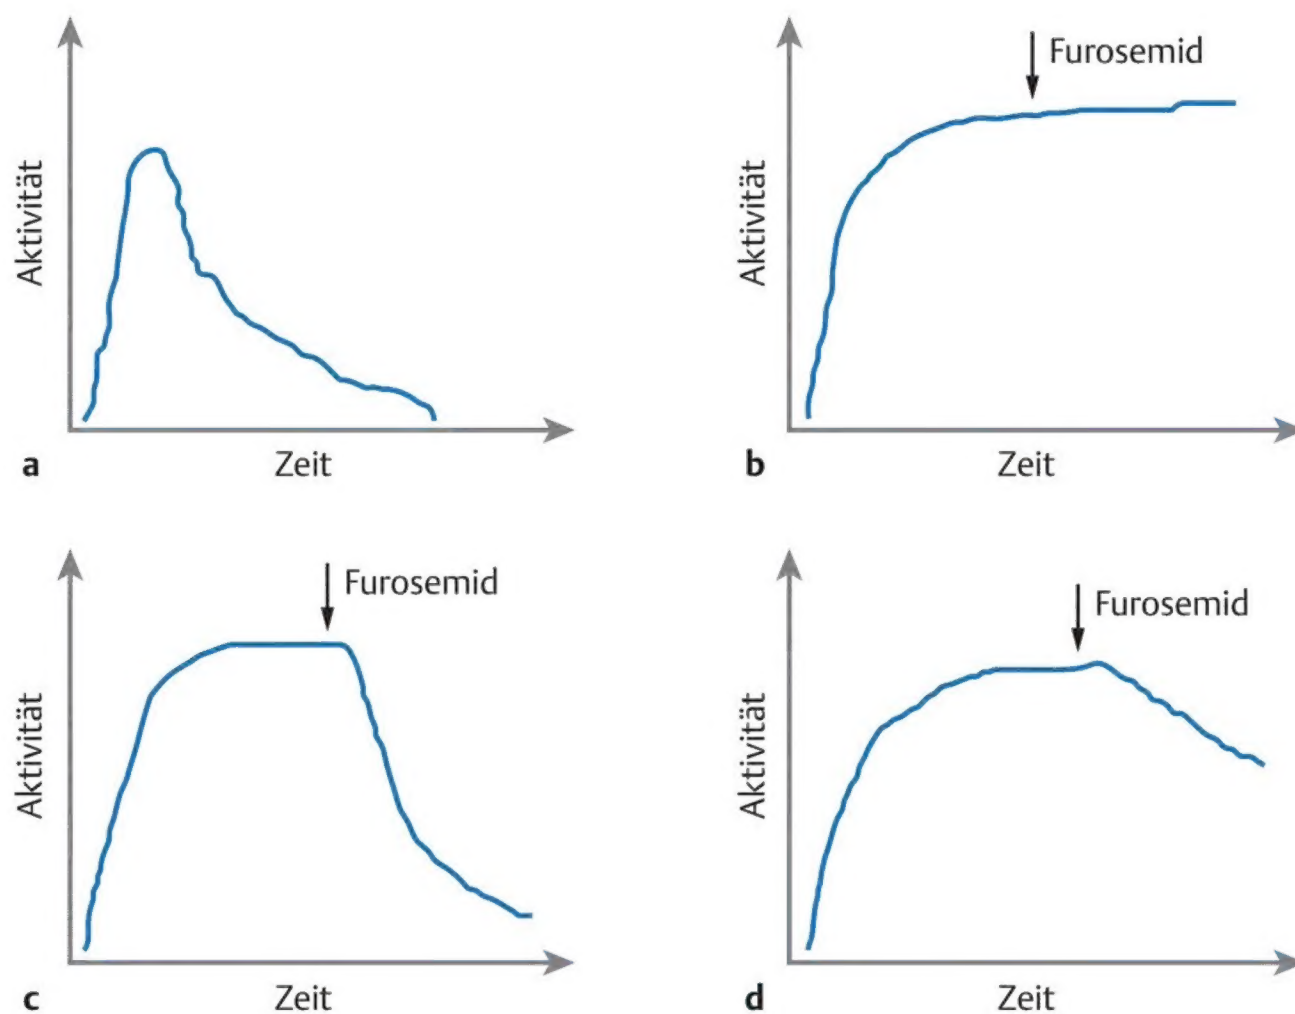 Aktivität
Zeit
a
Furosemid
Aktivität
Zeit
b
Furosemid
Aktivität
Zeit
c
Furosemid
Aktivität
Zeit
d